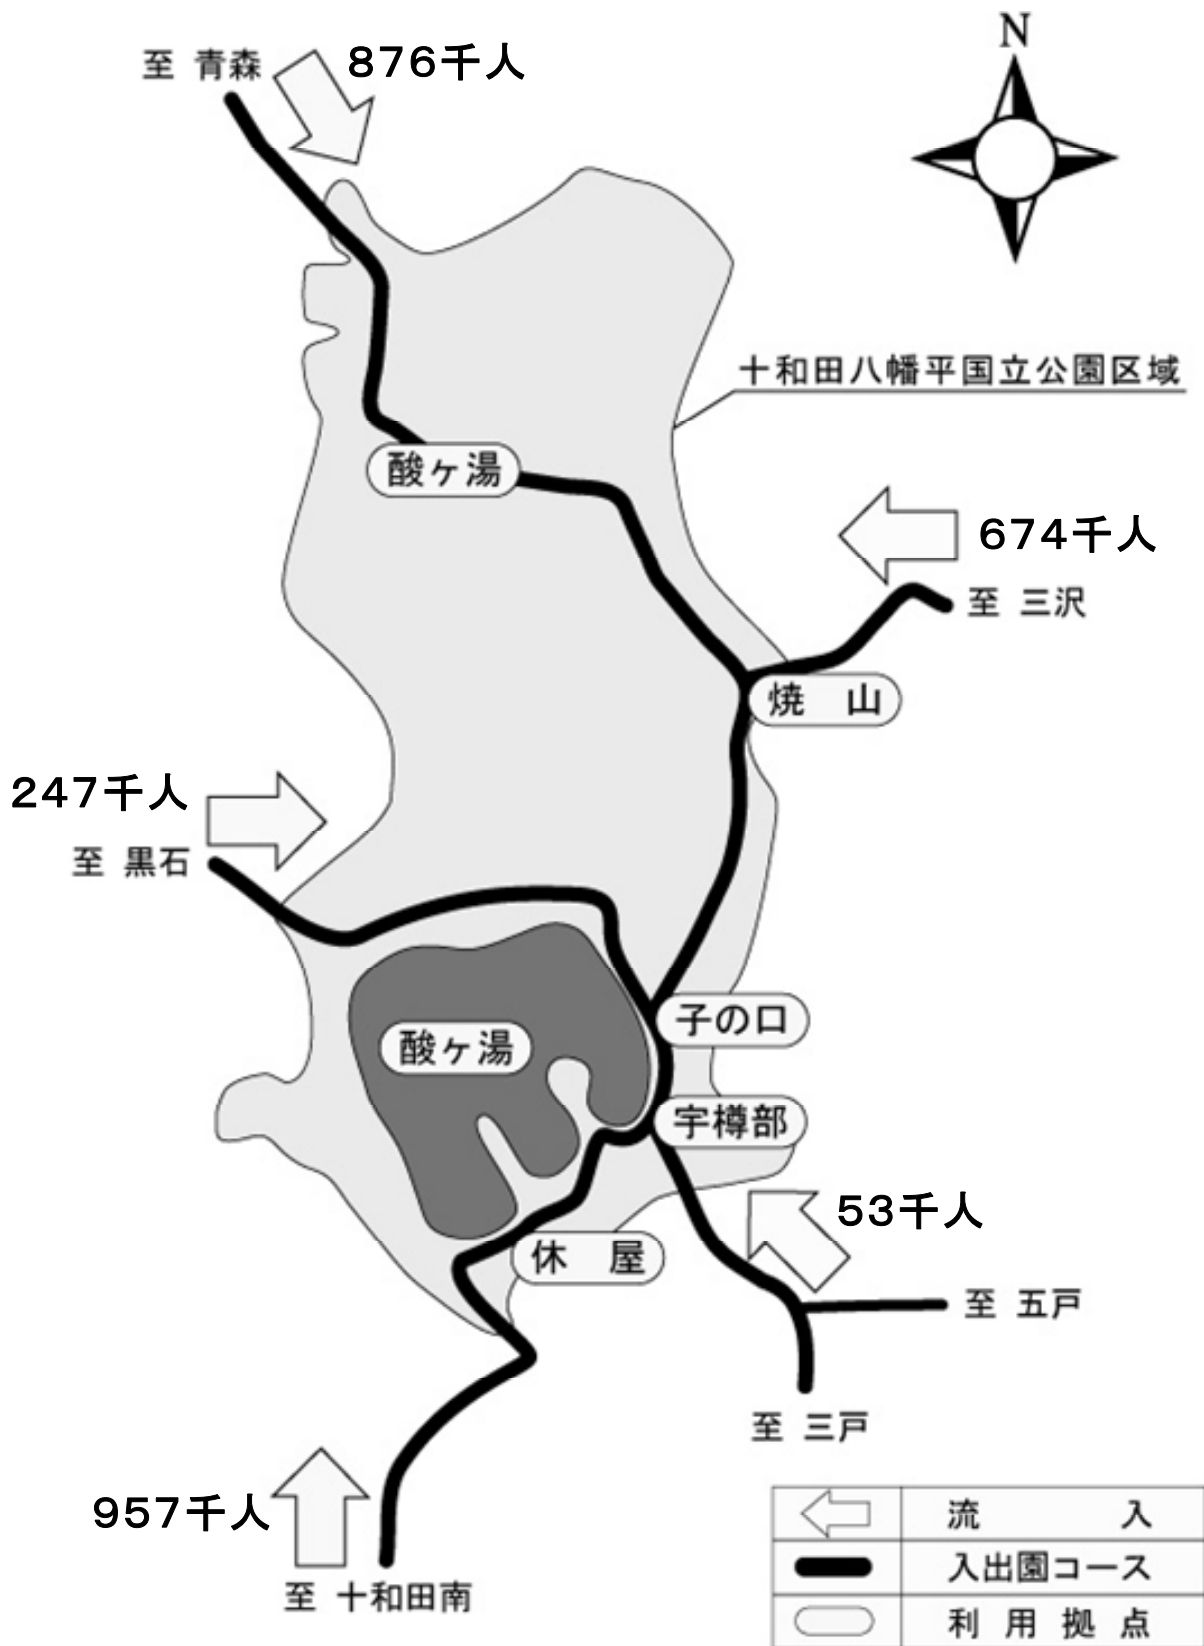 N
至 青森
876千人
十和田八幡平国立公園区域
酸ヶ湯
674千人
至 三沢
焼 山
247千人
至 黒石
子の口
酸ヶ湯
宇樽部
53千人
休 屋
至 五戸
至 三戸
957千人
至 十和田南
流 入
入出園コース
利 用 拠 点